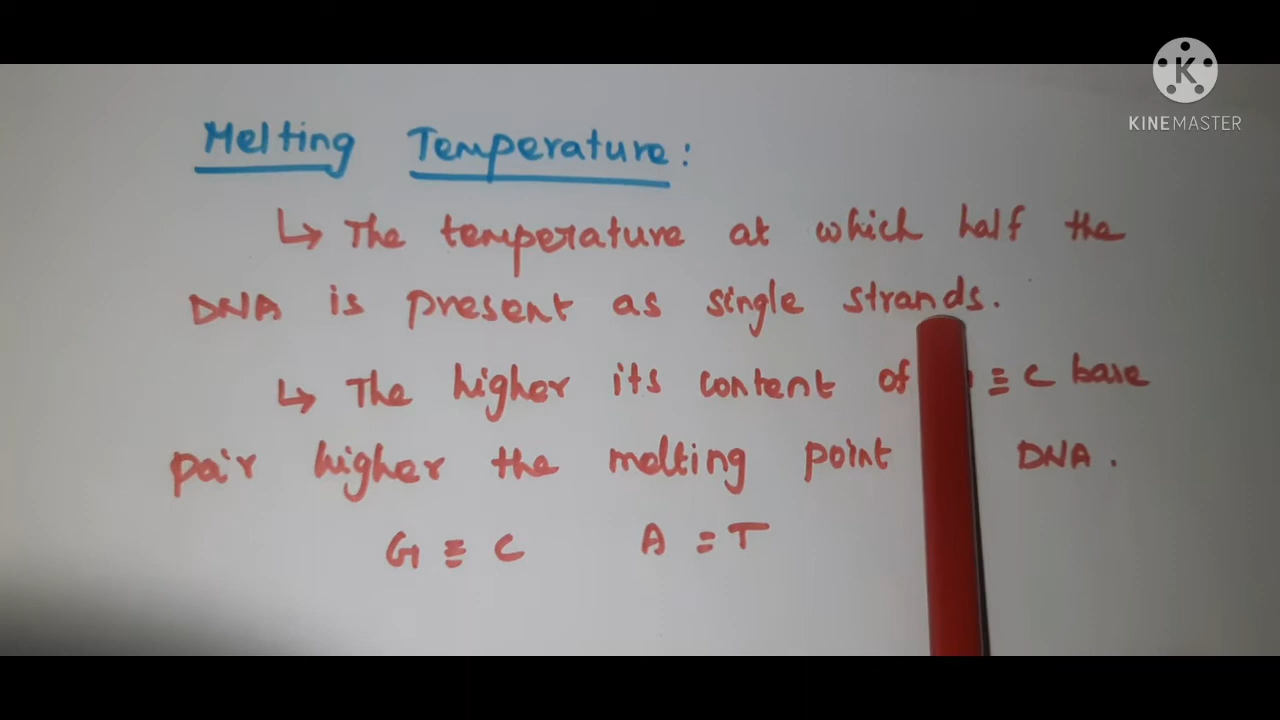 K
KINEMASTER
Melting Temperature:
↳ The temperature at which half the
DNA is present as single strands.
↳ The higher its content of ≡ C base
pair higher the melting point DNA.
G ≡ C A = T